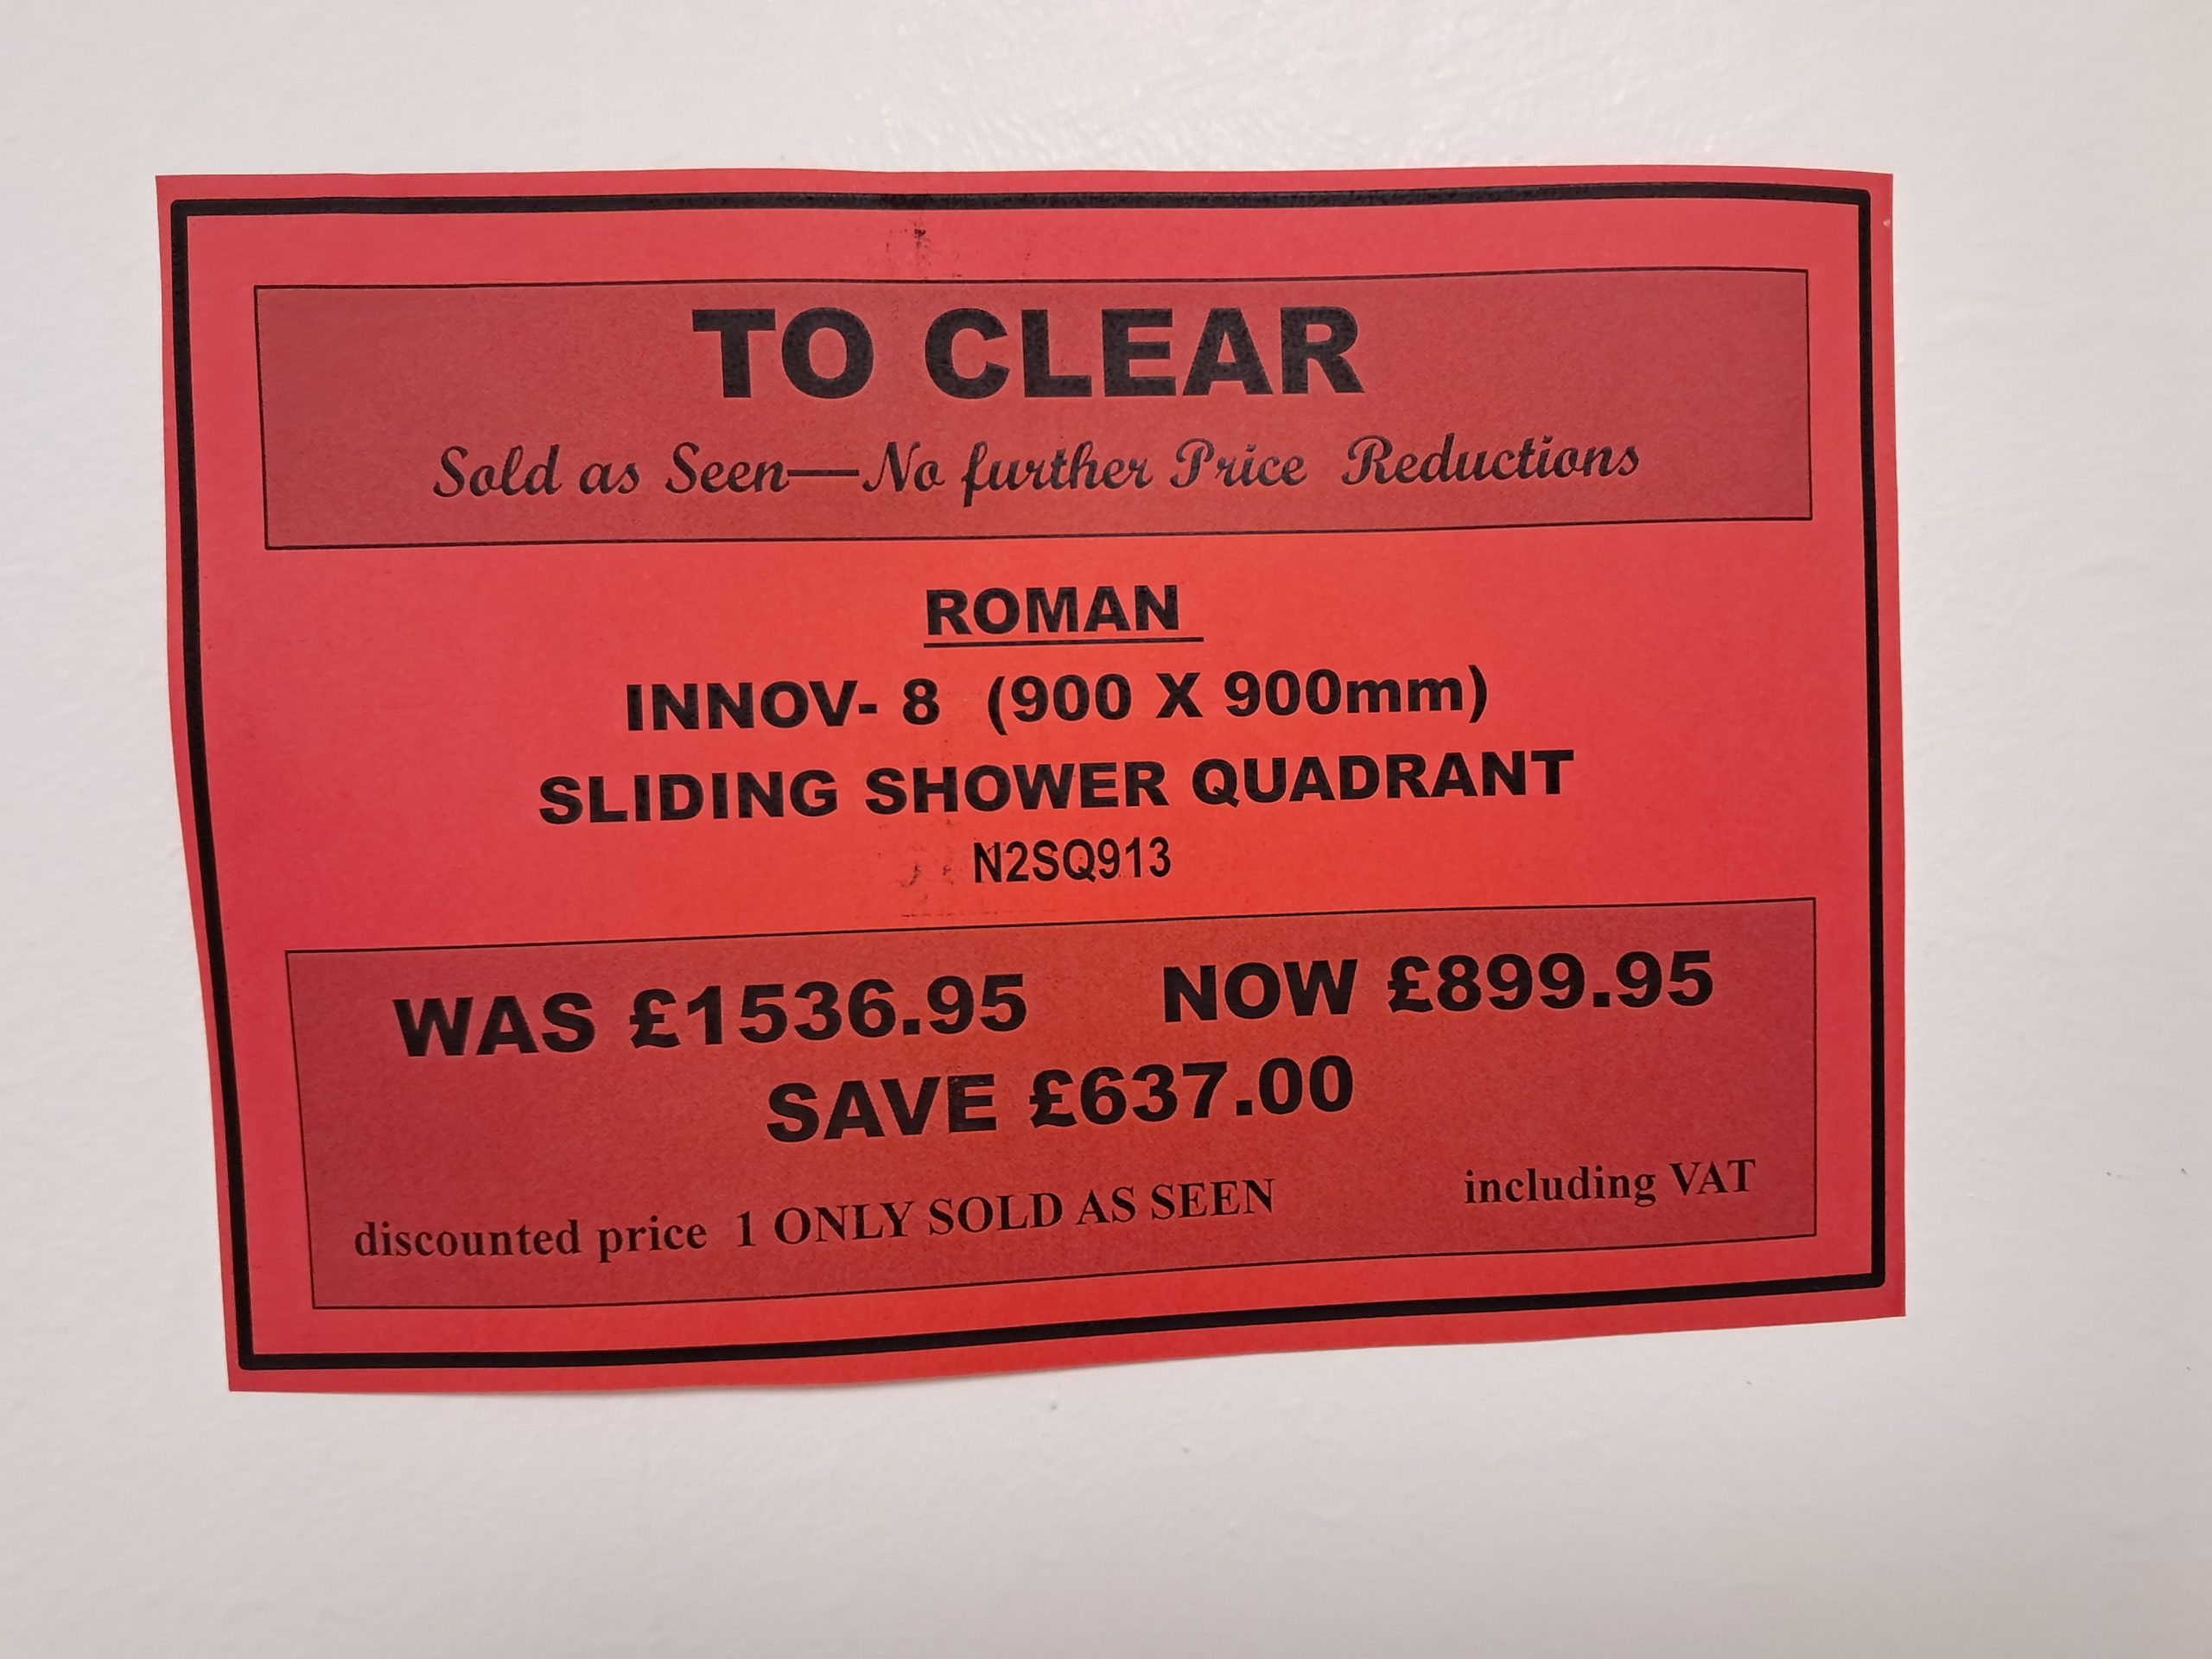 TO CLEAR
Sold as Seen—No further Price Reductions
ROMAN
INNOV- 8 (900 X 900mm)
SLIDING SHOWER QUADRANT
N2SQ913
WAS £1536.95 NOW £899.95
SAVE £637.00
discounted price 1 ONLY SOLD AS SEEN including VAT